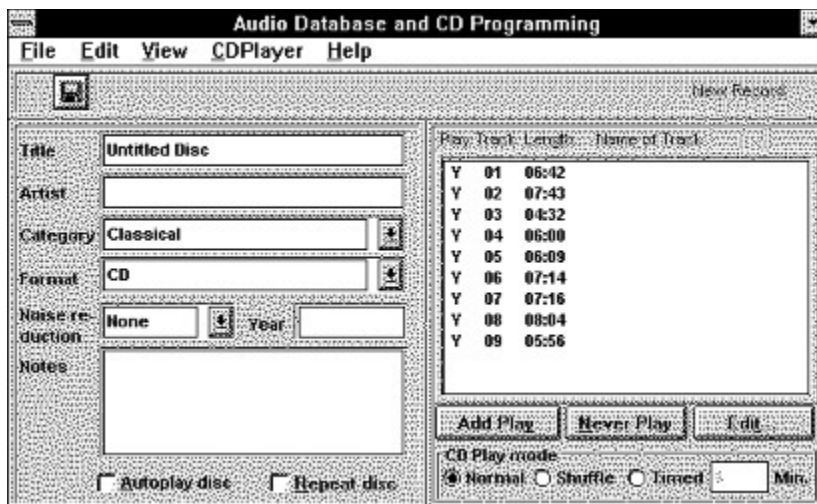 Audio Database and CD Programming
File Edit View CDPlayer Help
New Record
Title Untitled Disc
Artist
Category Classical
Format CD
Noise re-
duction None Year
Notes
Autoplay disc Repeat disc
Play Track Length Name of Track
Y 01 06:42
Y 02 07:43
Y 03 04:32
Y 04 06:00
Y 05 06:09
Y 06 07:14
Y 07 07:16
Y 08 08:04
Y 09 05:56
Add Play Never Play Edit
CD Play mode
Normal Shuffle Timed Min.